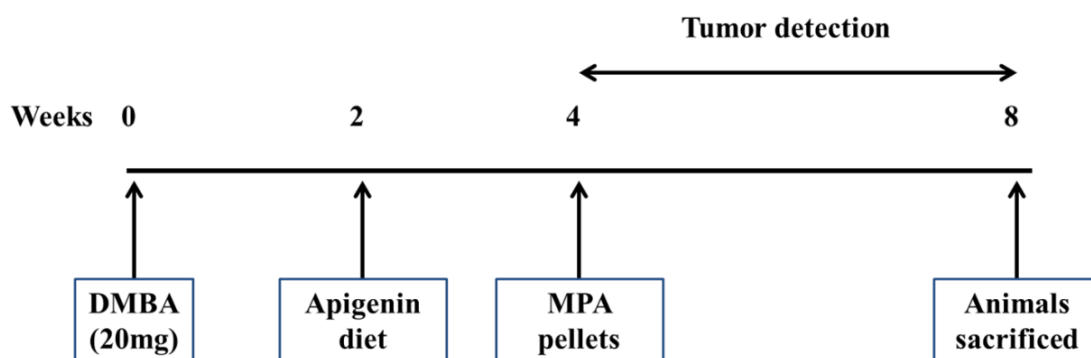 Tumor detection
Weeks 0 2 4 8
DMBA
(20mg)
Apigenin
diet
MPA
pellets
Animals
sacrificed